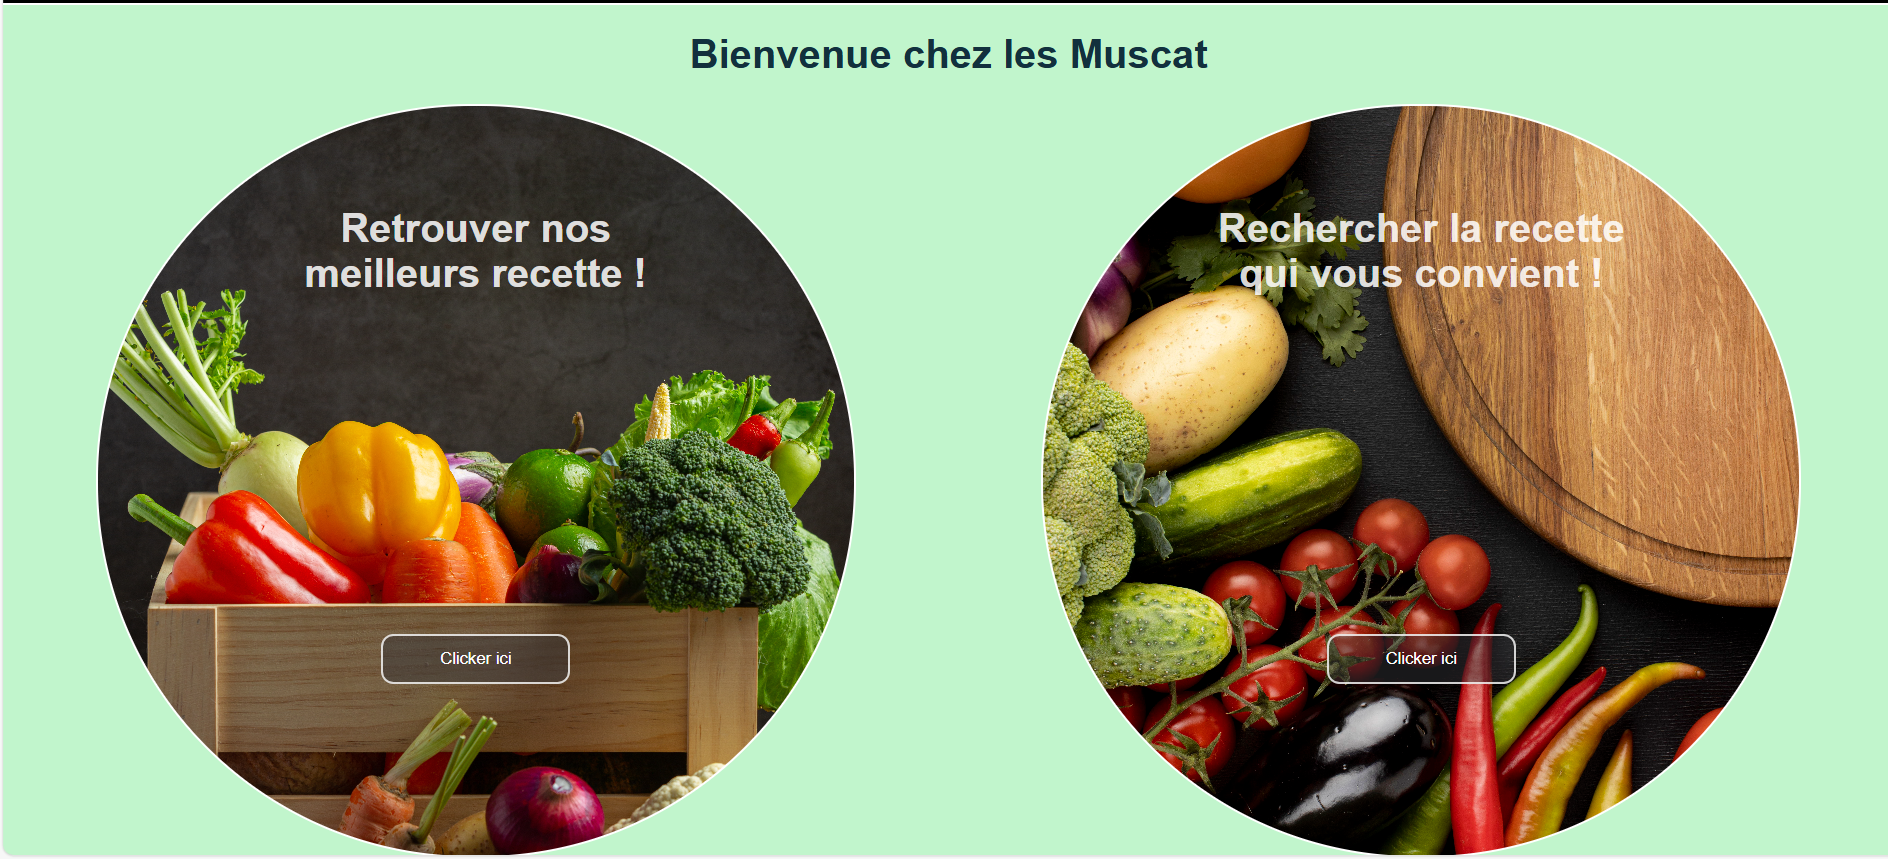 Bienvenue chez les Muscat
Retrouver nos
meilleurs recette !
Clicker ici
Rechercher la recette
qui vous convient !
Clicker ici